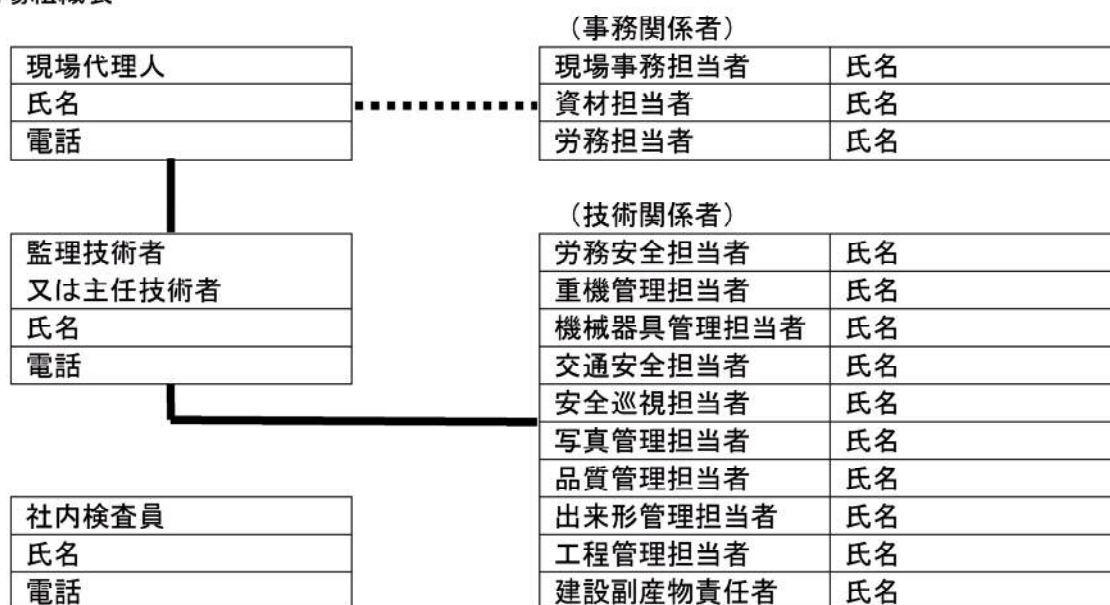 （事務関係者）
現場代理人
氏名
電話
現場事務担当者 氏名
資材担当者 氏名
労務担当者 氏名
監理技術者
又は主任技術者
氏名
電話
（技術関係者）
労務安全担当者 氏名
重機管理担当者 氏名
機械器具管理担当者 氏名
交通安全担当者 氏名
安全巡視担当者 氏名
写真管理担当者 氏名
品質管理担当者 氏名
出来形管理担当者 氏名
工程管理担当者 氏名
建設副産物責任者 氏名
社内検査員
氏名
電話